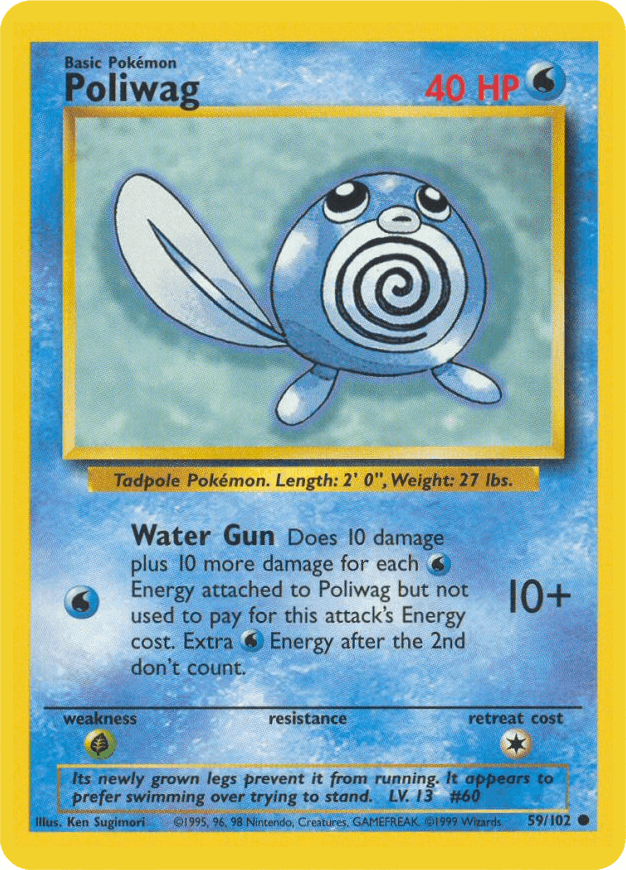 Basic Pokémon
Poliwag
40 HP
Tadpole Pokémon. Length: 2' 0", Weight: 27 lbs.
Water Gun Does 10 damage
plus 10 more damage for each
Energy attached to Poliwag but not
used to pay for this attack's Energy
cost. Extra Energy after the 2nd
don't count.
10+
weakness resistance retreat cost
Its newly grown legs prevent it from running. It appears to
prefer swimming over trying to stand. LV. 13 #60
Illus. Ken Sugimori ©1995, 96, 98 Nintendo, Creatures, GAMEFREAK. ©1999 Wizards. 59/102